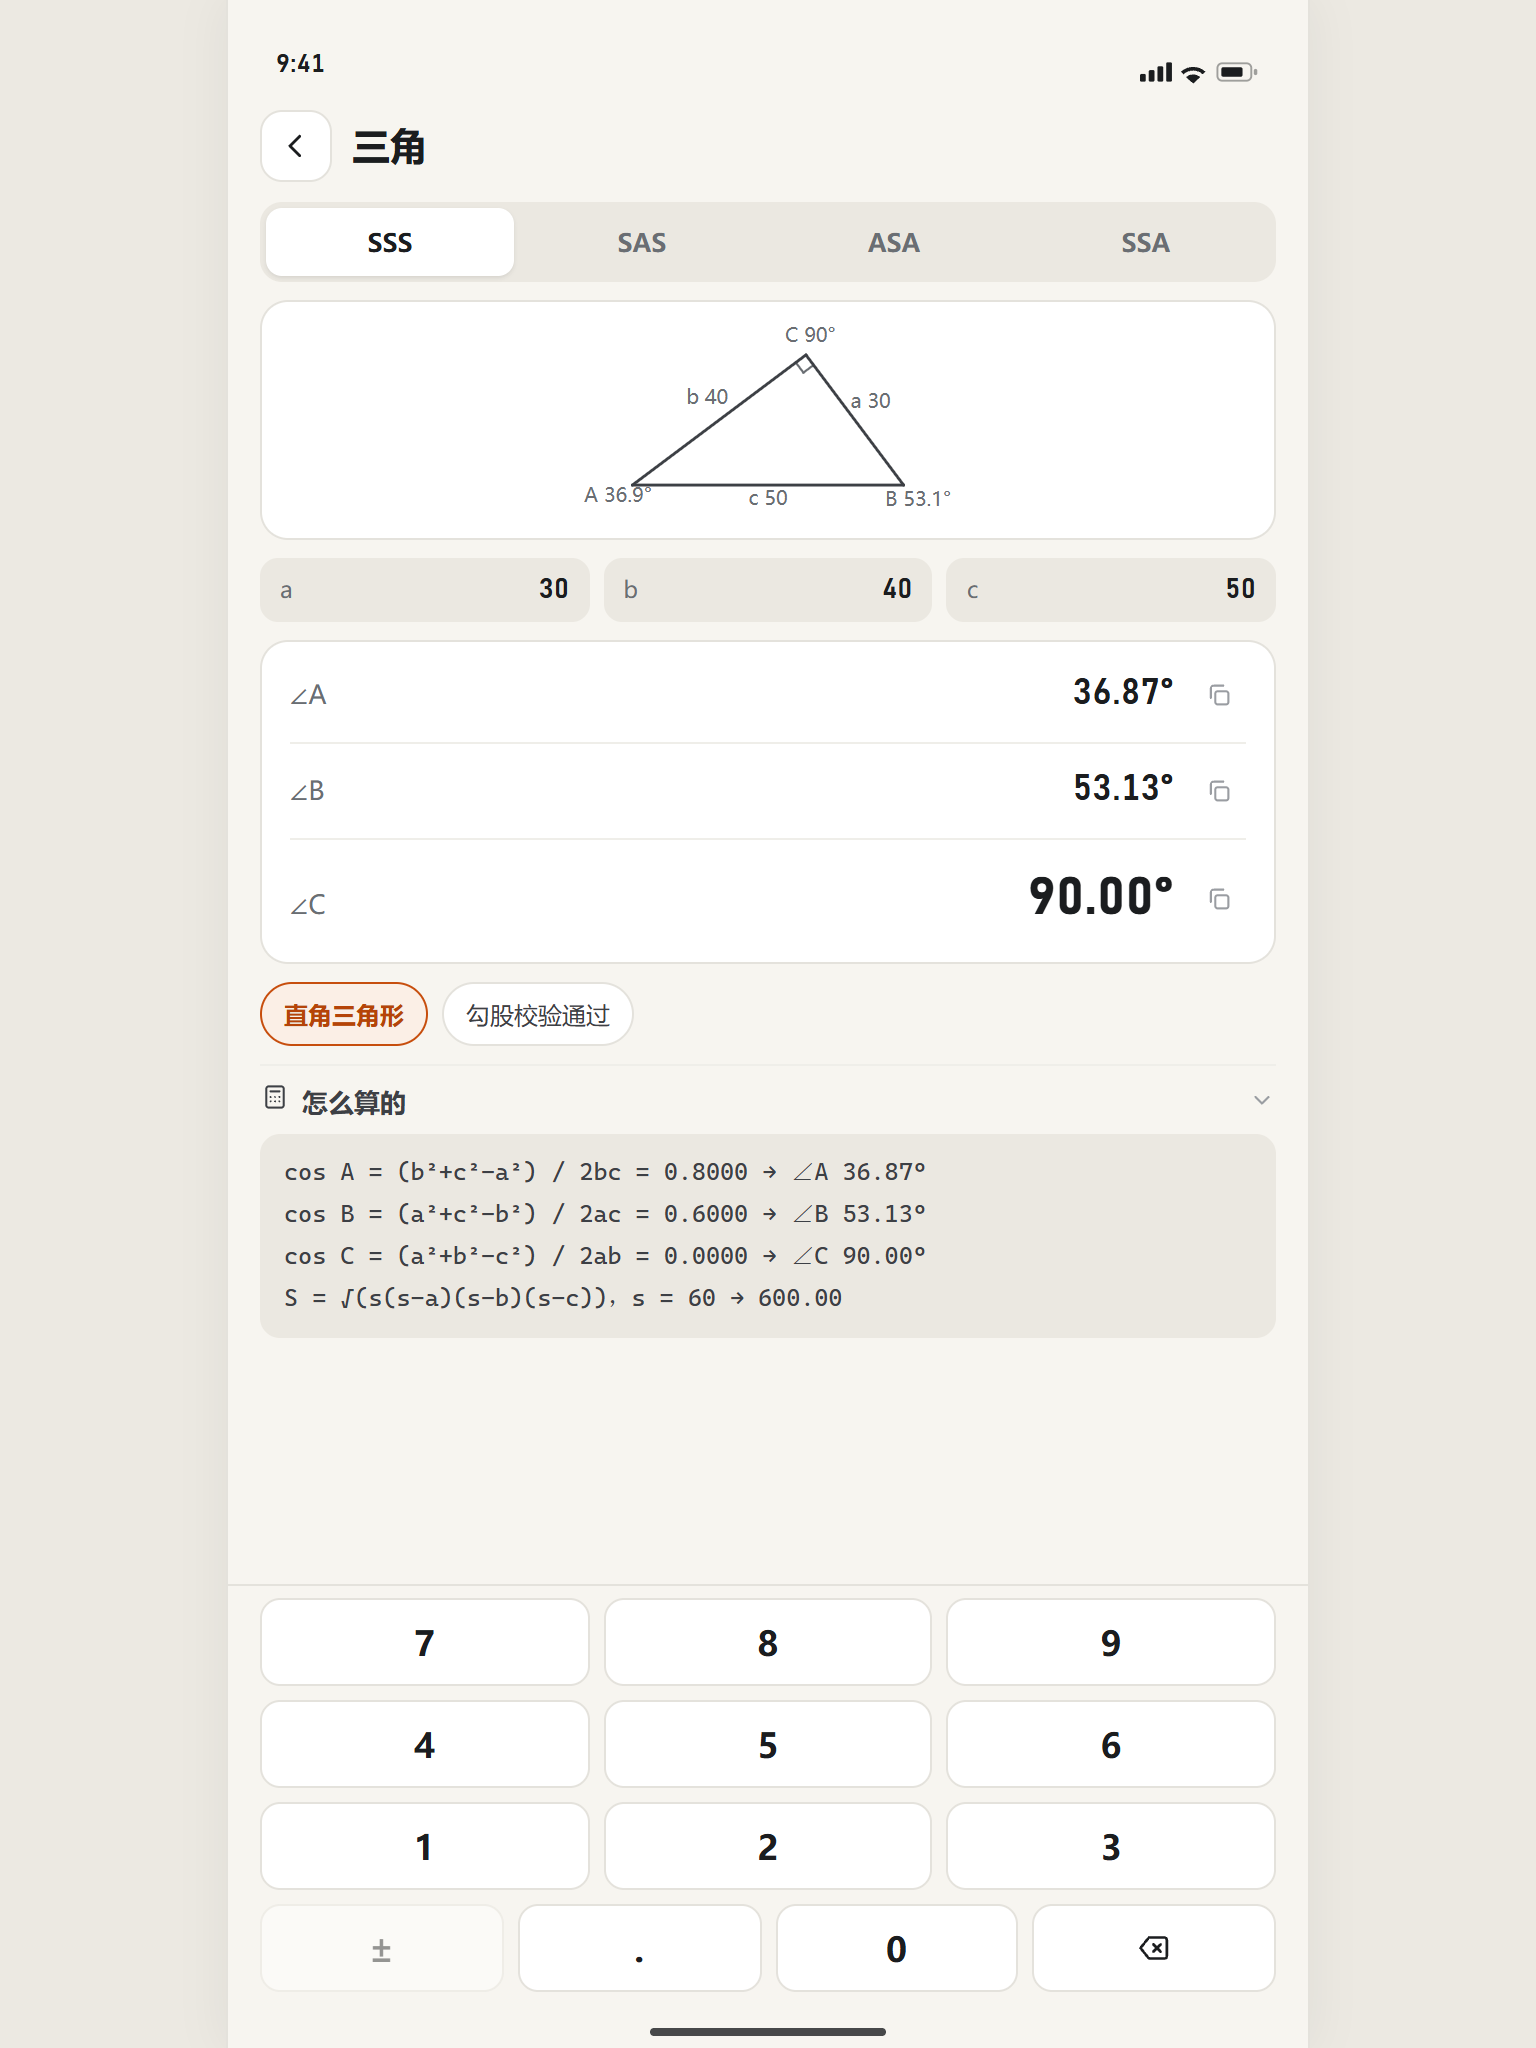 9:41
三角
SSS SAS ASA SSA
C 90°
b 40
a 30
A 36.9°
c 50
B 53.1°
a 30 b 40 c 50
∠A 36.87°
∠B 53.13°
∠C 90.00°
直角三角形 勾股校验通过
怎么算的
cos A = (b²+c²−a²) / 2bc = 0.8000 → ∠A 36.87°
cos B = (a²+c²−b²) / 2ac = 0.6000 → ∠B 53.13°
cos C = (a²+b²−c²) / 2ab = 0.0000 → ∠C 90.00°
S = √(s(s−a)(s−b)(s−c)), s = 60 → 600.00
7 8 9
4 5 6
1 2 3
± . 0